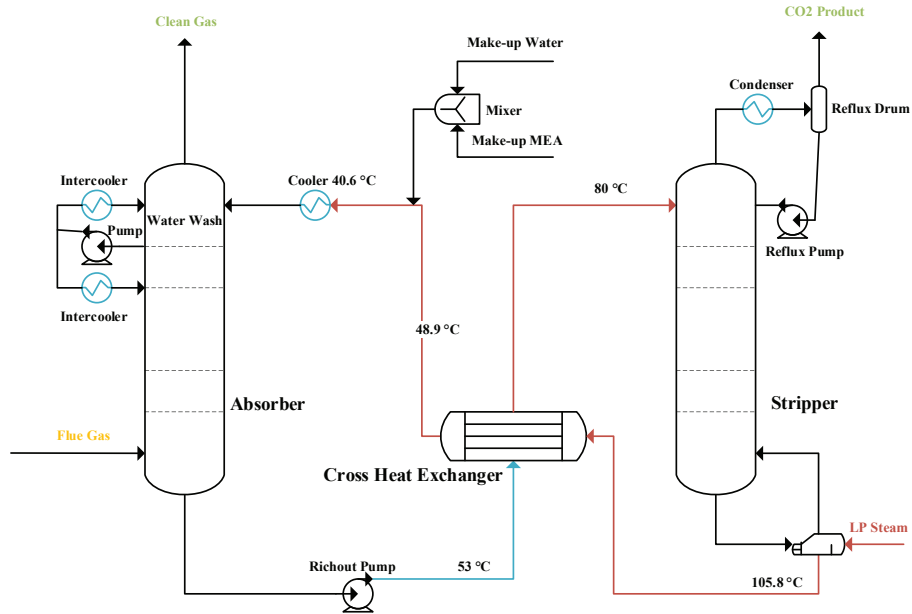 Clean Gas
CO2 Product
Make-up Water
Condenser
Mixer
Reflux Drum
Make-up MEA
Intercooler
Cooler 40.6 °C
80 °C
Water Wash
Pump
Reflux Pump
Intercooler
48.9 °C
Absorber
Stripper
Flue Gas
Cross Heat Exchanger
LP Steam
Richout Pump
53 °C
105.8 °C